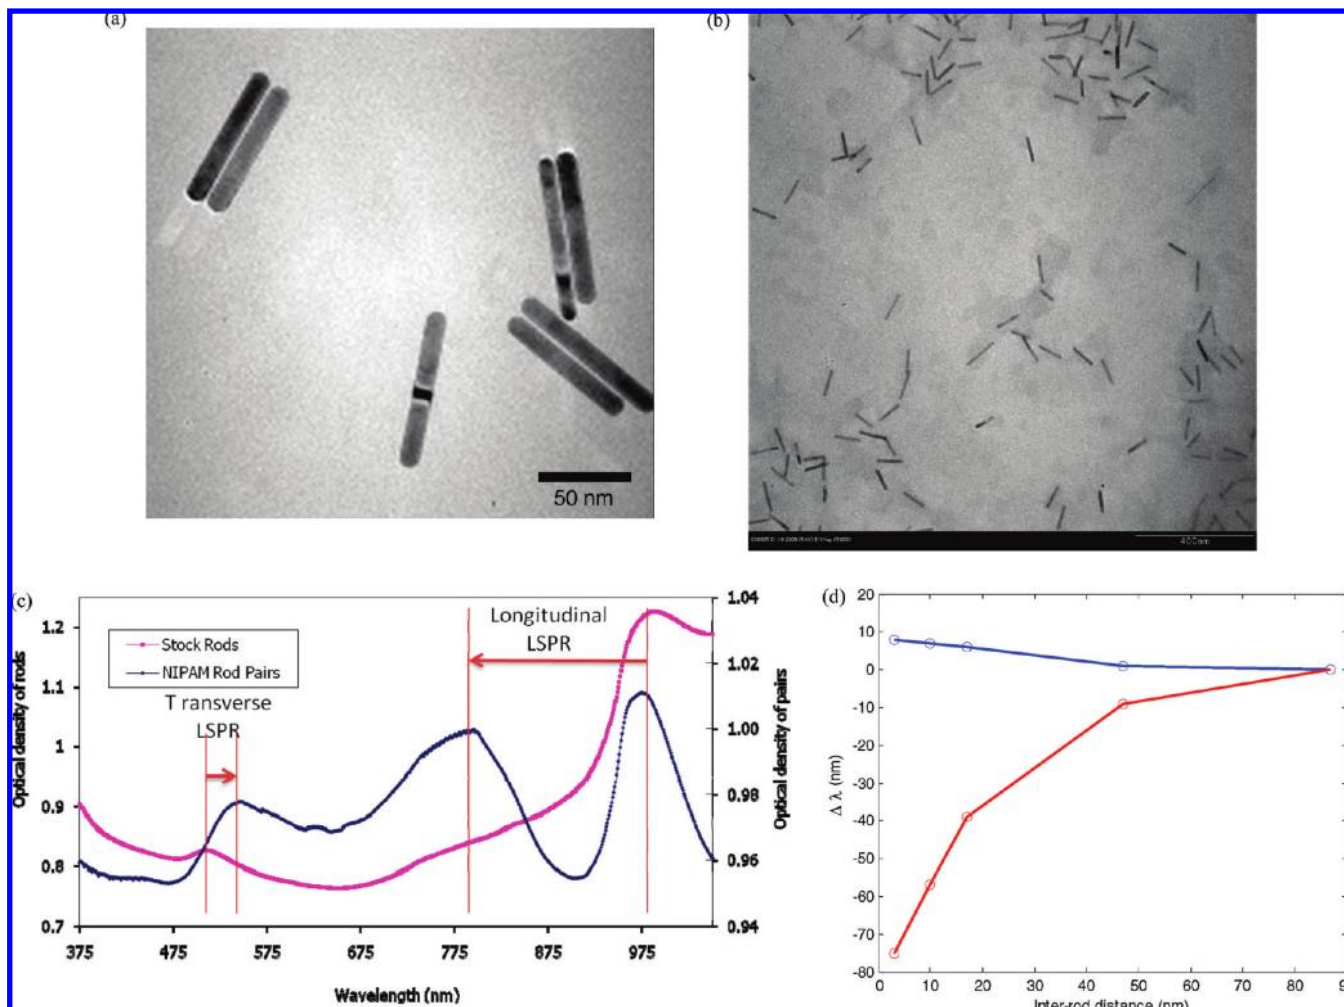 (a)
50 nm
(b)
400nm
(c)
Optical density of rods
1.2
1.1
1
0.9
0.8
0.7
Stock Rods
NIPAM Rod Pairs
T ransverse
LSPR
Longitudinal
LSPR
1.04
1.02
1.00
0.98
0.96
0.94
Optical density of pairs
375
475
575
675
775
875
975
Wavelength (nm)
(d)
Δ λ (nm)
20
10
0
-10
-20
-30
-40
-50
-60
-70
-80
0
10
20
30
40
50
60
70
80
Inter-rod distance (nm)